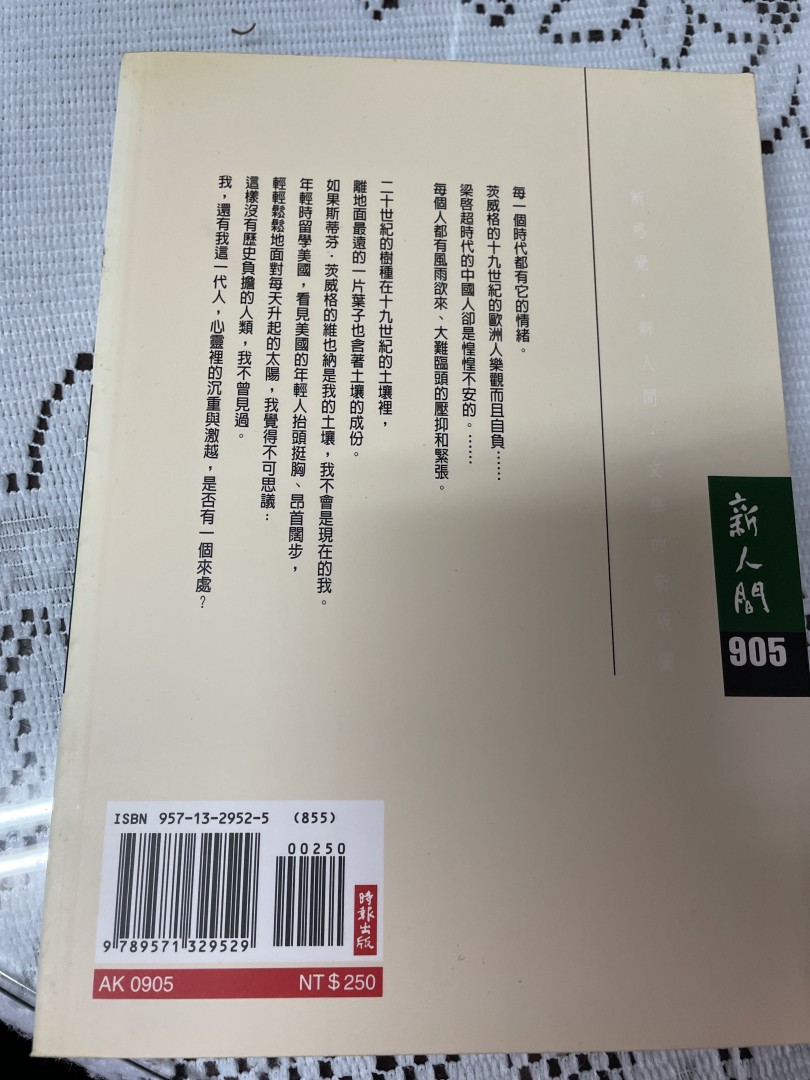 新人間
905
每一個時代都有它的情緒。
茨威格的十九世紀的歐洲人樂觀而且自負……
梁啓超時代的中國人卻是惶惶不安的。……
每個人都有風雨欲來、大難臨頭的壓抑和緊張。
二十世紀的樹種在十九世紀的土壤裡，
離地面最遠的一片葉子也含著土壤的成份。
如果斯蒂芬．茨威格的維也納是我的土壤，我不會是現在的我。
年輕時留學美國，看見美國的年輕人抬頭挺胸、昂首闊步，
輕輕鬆鬆地面對每天升起的太陽，我覺得不可思議：
這樣沒有歷史負擔的人類，我不曾見過。
我，還有我這一代人，心靈裡的沉重與激越，是否有一個來處？
ISBN 957-13-2952-5 (855)
00250
9 789571 329529
時報出版
AK 0905 NT$250